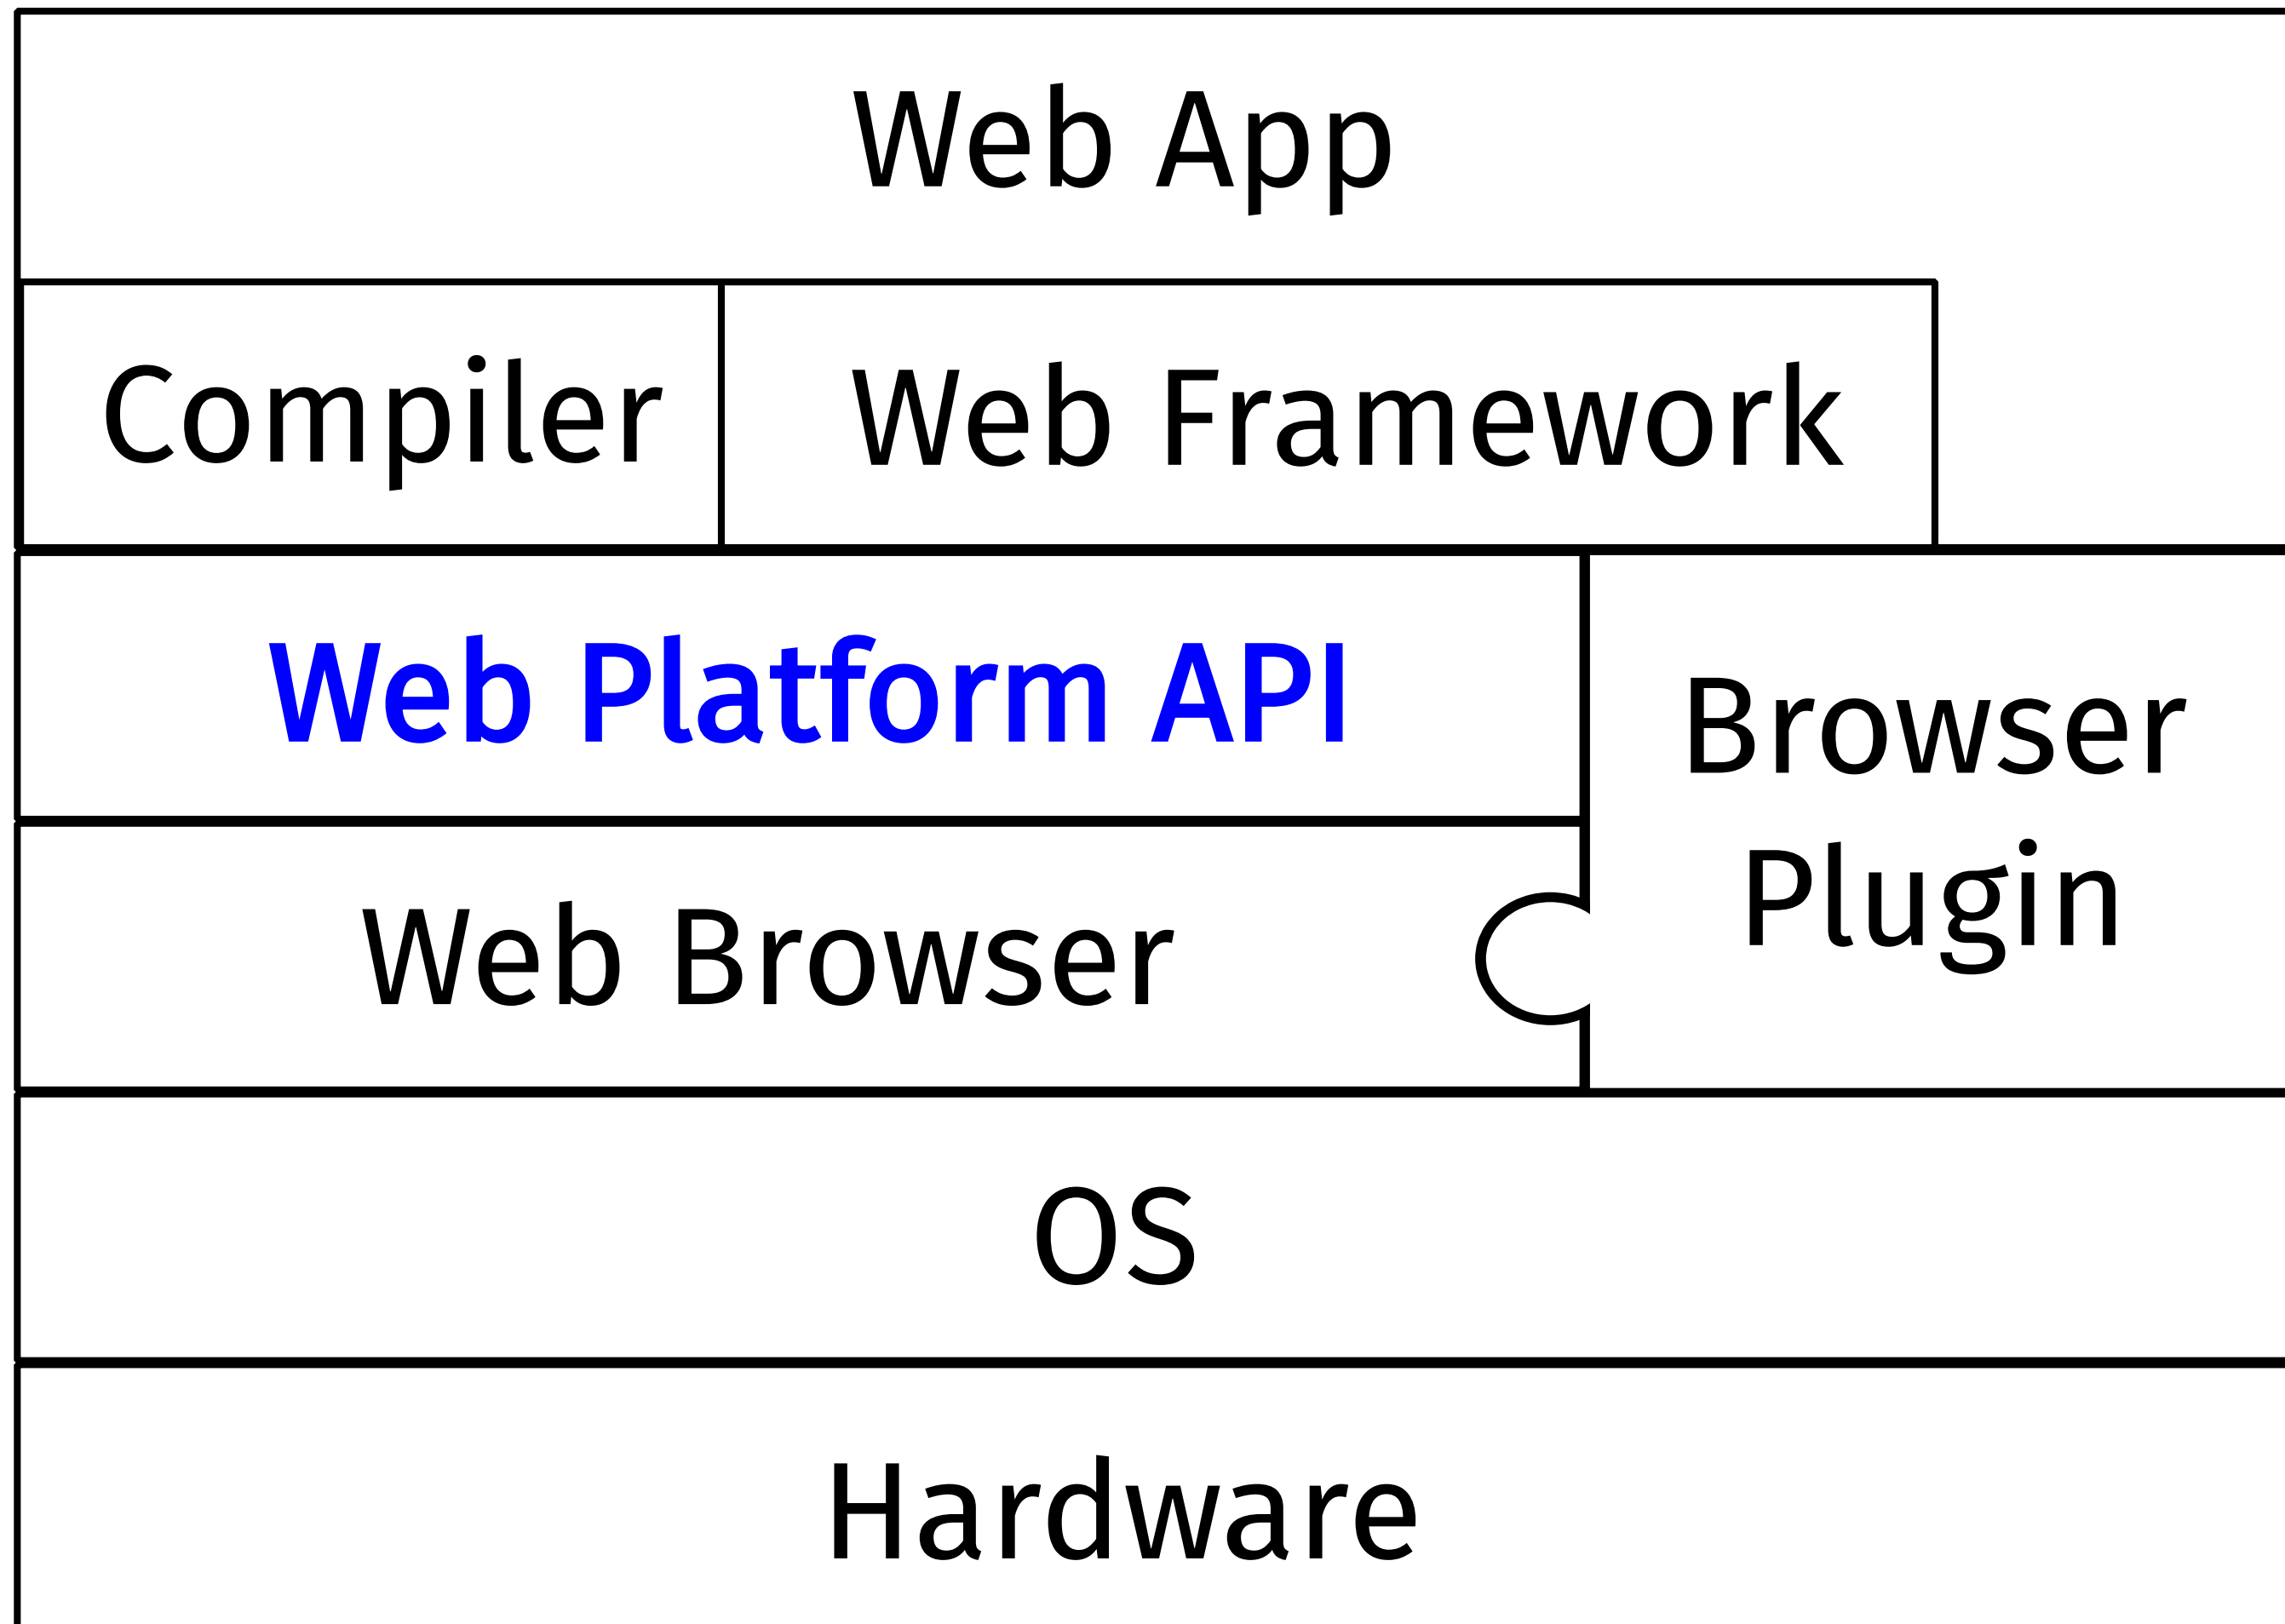 Web App
Compiler
Web Framework
Web Platform API
Browser
Plugin
Web Browser
OS
Hardware